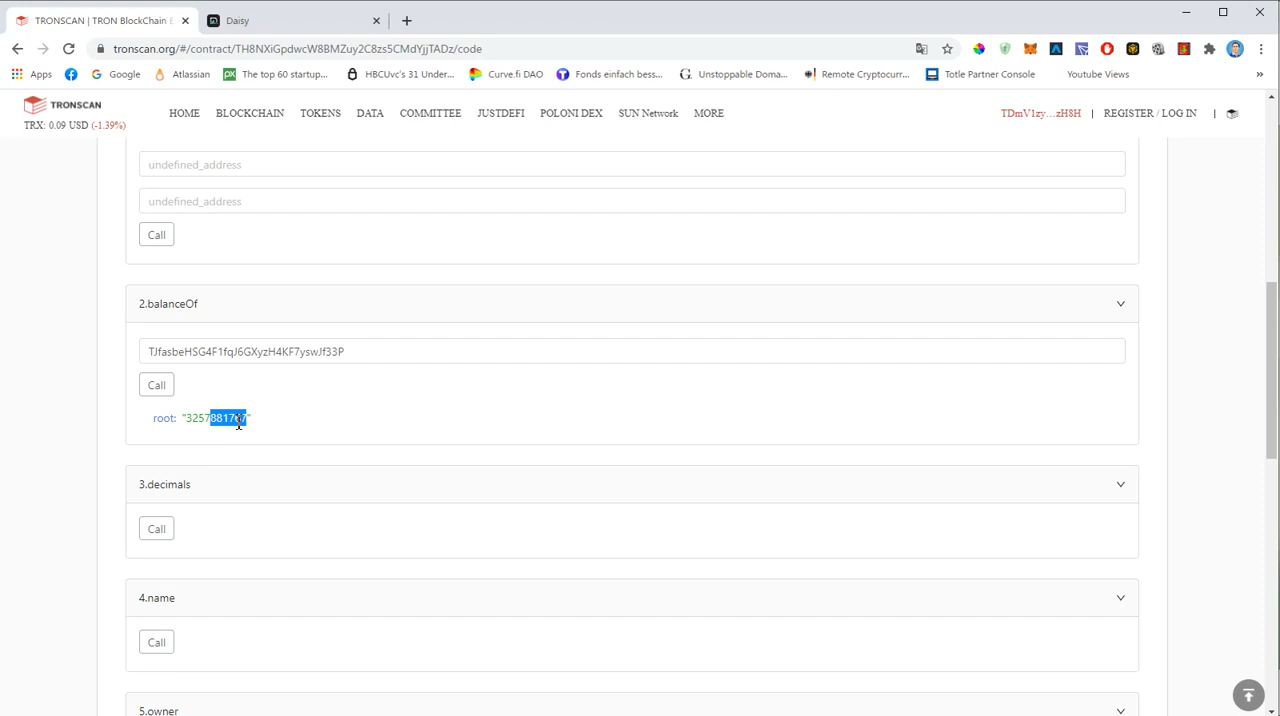 TRONSCAN | TRON BlockChain E
Daisy
tronscan.org/#/contract/TH8NXiGpdwcW8BMZuy2C8zs5CMdYjjTADz/code
Apps Google Atlassian The top 60 startup... HBCUvc's 31 Under... Curve.fi DAO Fonds einfach bess... Unstoppable Doma... Remote Cryptocurr... Totle Partner Console Youtube Views »
TRONSCAN HOME BLOCKCHAIN TOKENS DATA COMMITTEE JUSTDEFI POLONI DEX SUN Network MORE TDmV1zy....zH8H | REGISTER / LOG IN |
TRX: 0.09 USD (-1.39%)
undefined_address
undefined_address
Call
2.balanceOf
TJfasbeHSG4F1fqJ6GXyzH4KF7yswJf33P
Call
root:
3.decimals
Call
4.name
Call
5.owner